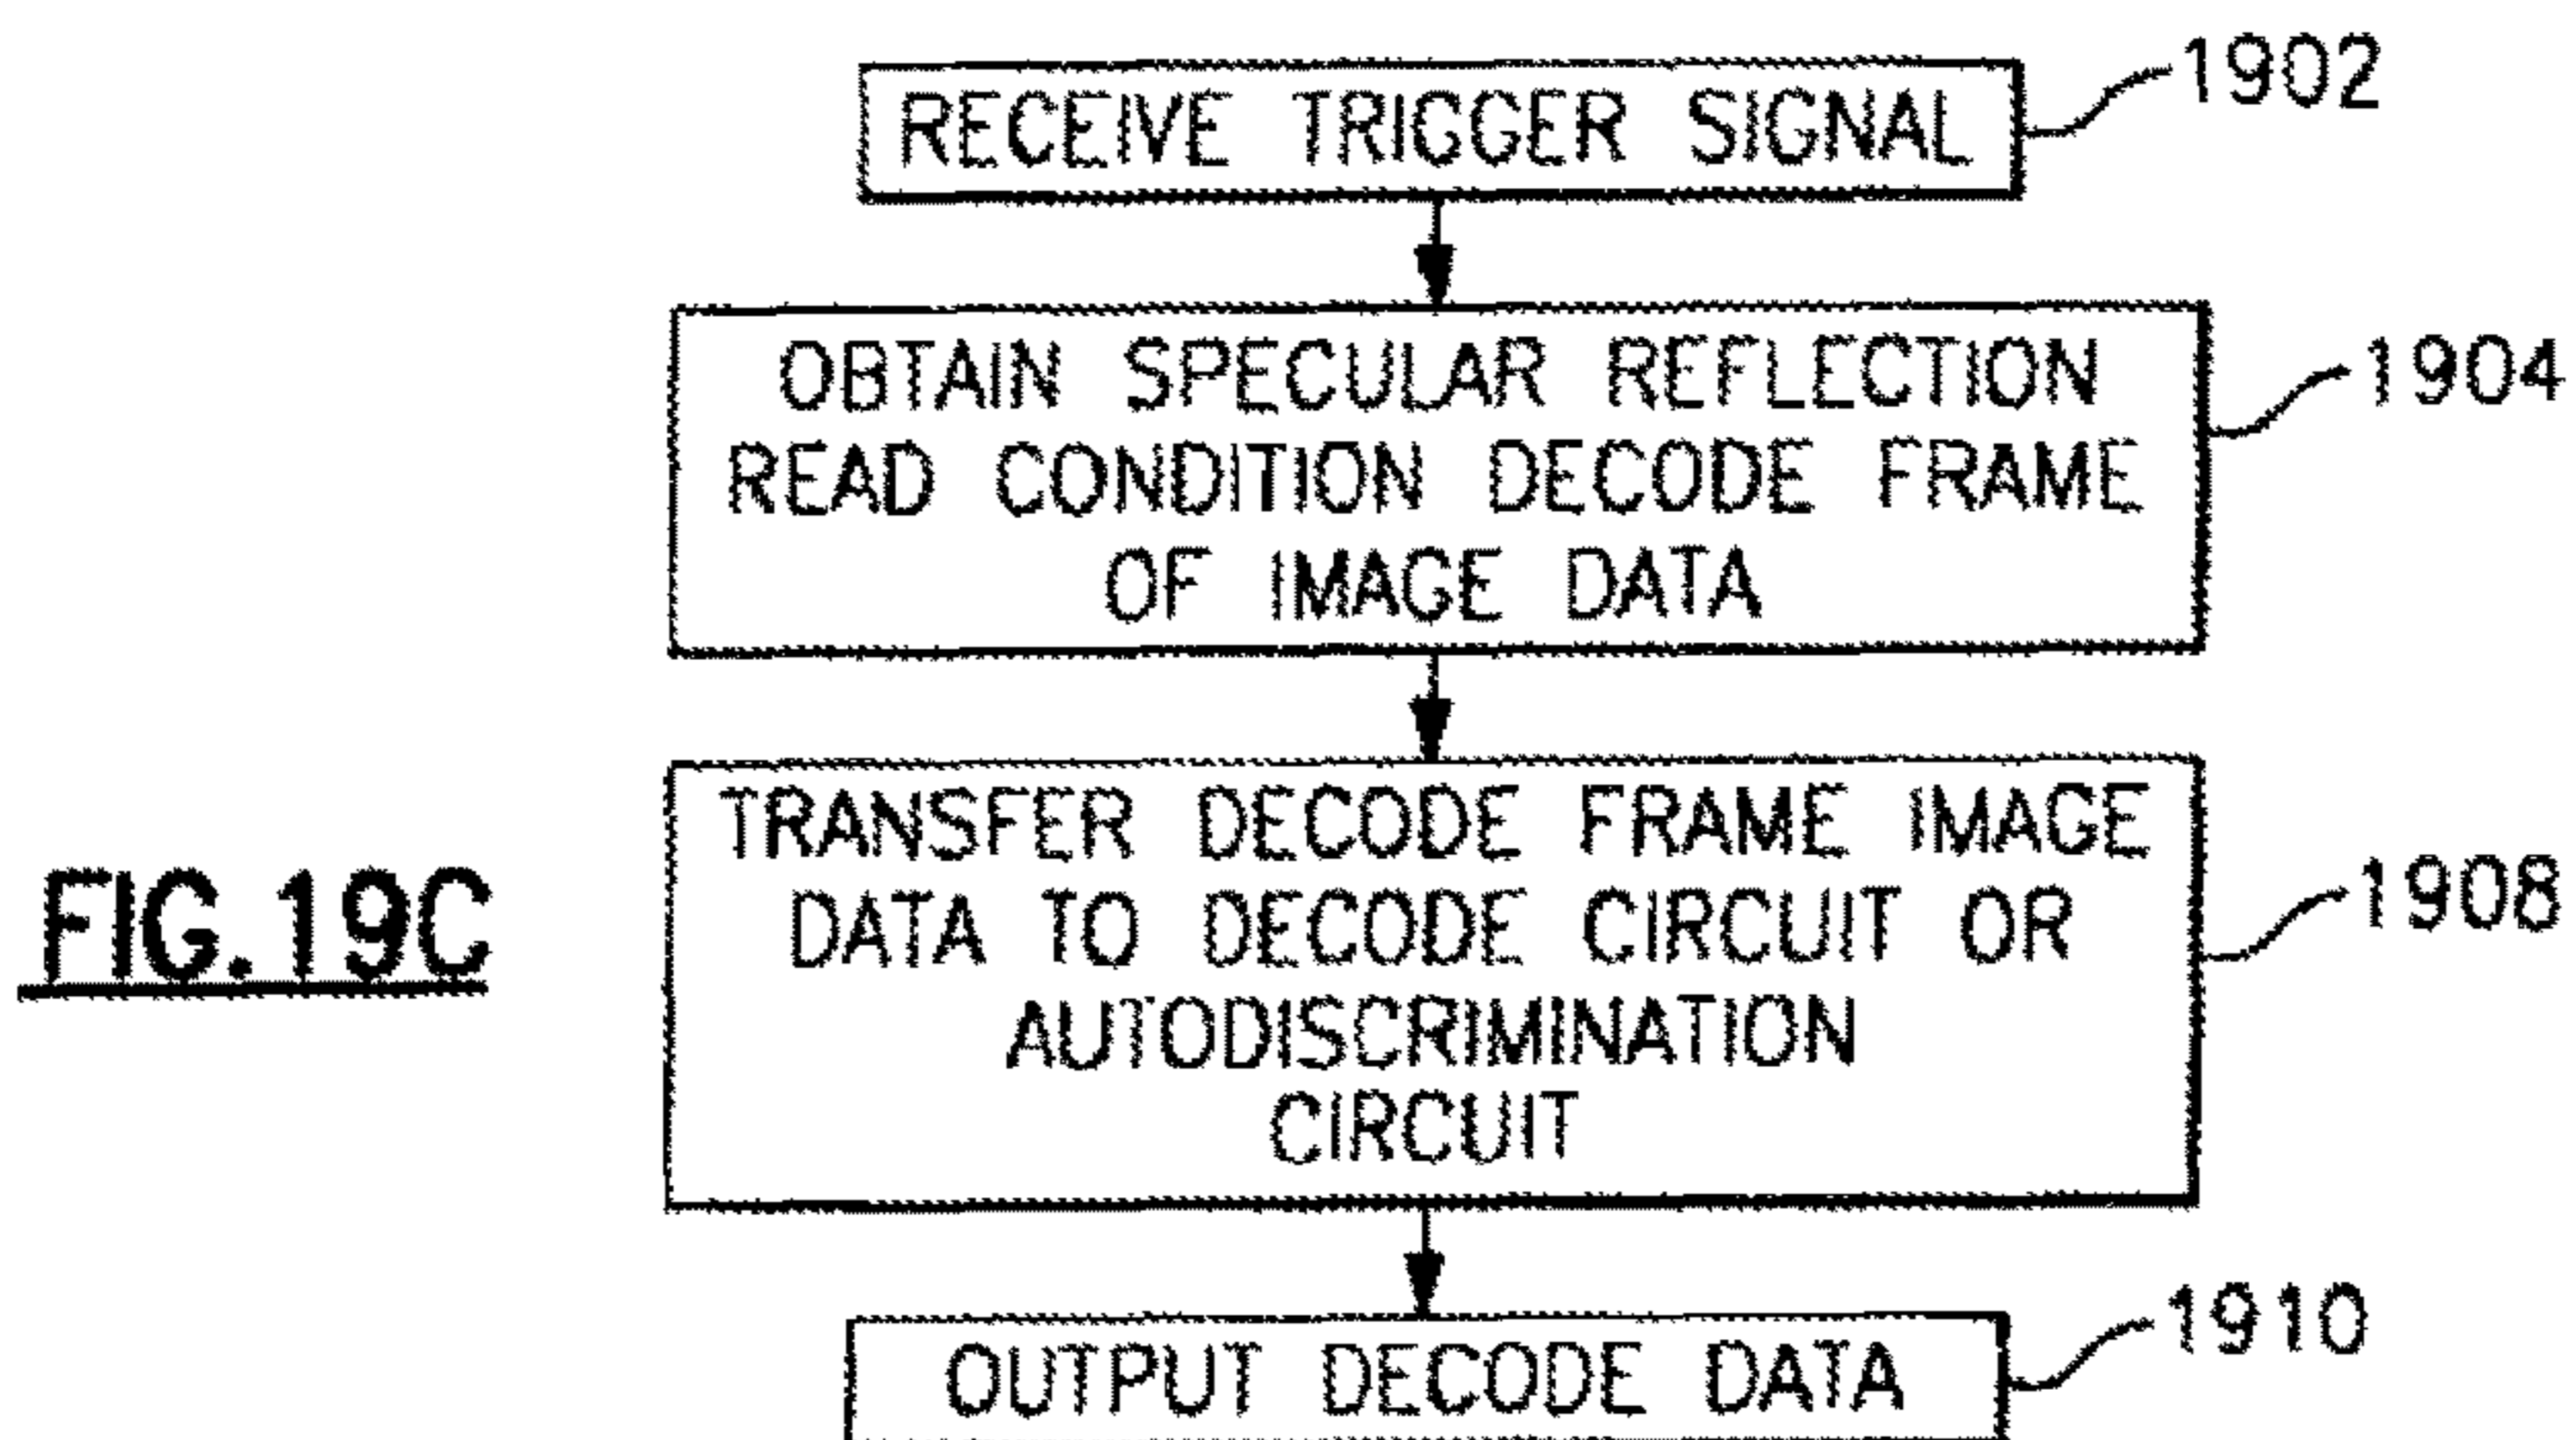 RECEIVE TRIGGER SIGNAL
1902
OBTAIN SPECULAR REFLECTION
READ CONDITION DECODE FRAME
OF IMAGE DATA
1904
TRANSFER DECODE FRAME IMAGE
DATA TO DECODE CIRCUIT OR
AUTODISCRIMINATION
CIRCUIT
1908
FIG.19C
OUTPUT DECODE DATA
1910